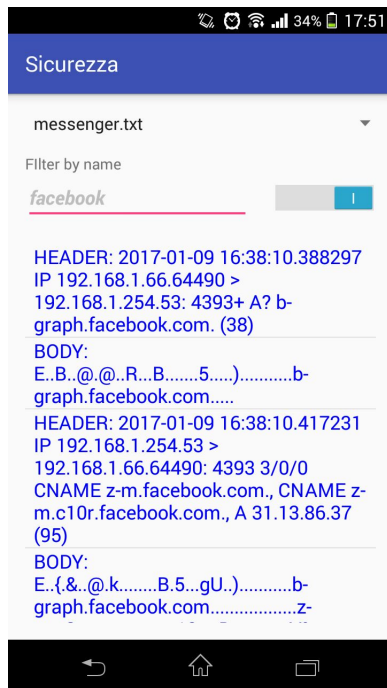 34% 17:51
Sicurezza
messenger.txt
FIlter by name
facebook
HEADER: 2017-01-09 16:38:10.388297
IP 192.168.1.66.64490 >
192.168.1.254.53: 4393+ A? b-
graph.facebook.com. (38)
BODY:
E..B..@.@..R...B.......5.....)...........b-
graph.facebook.com.....
HEADER: 2017-01-09 16:38:10.417231
IP 192.168.1.254.53 >
192.168.1.66.64490: 4393 3/0/0
CNAME z-m.facebook.com., CNAME z-
m.c10r.facebook.com., A 31.13.86.37
(95)
BODY:
E..{.&..@.k........B.5...gU..)...........b-
graph.facebook.com.................z-